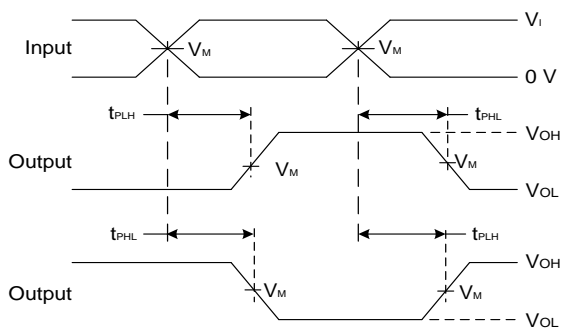 VI
Input VM VM
0 V
tPLH tPHL
VOH
Output VM VM
VOL
tPHL tPLH
VOH
Output VM VM
VOL